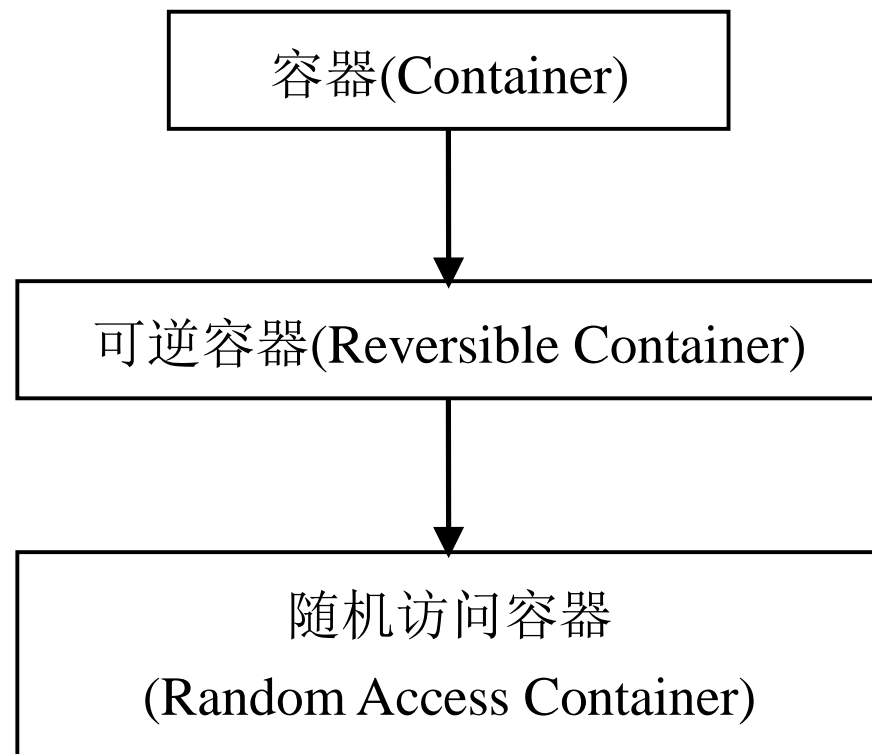 容器(Container)
可逆容器(Reversible Container)
随机访问容器
(Random Access Container)